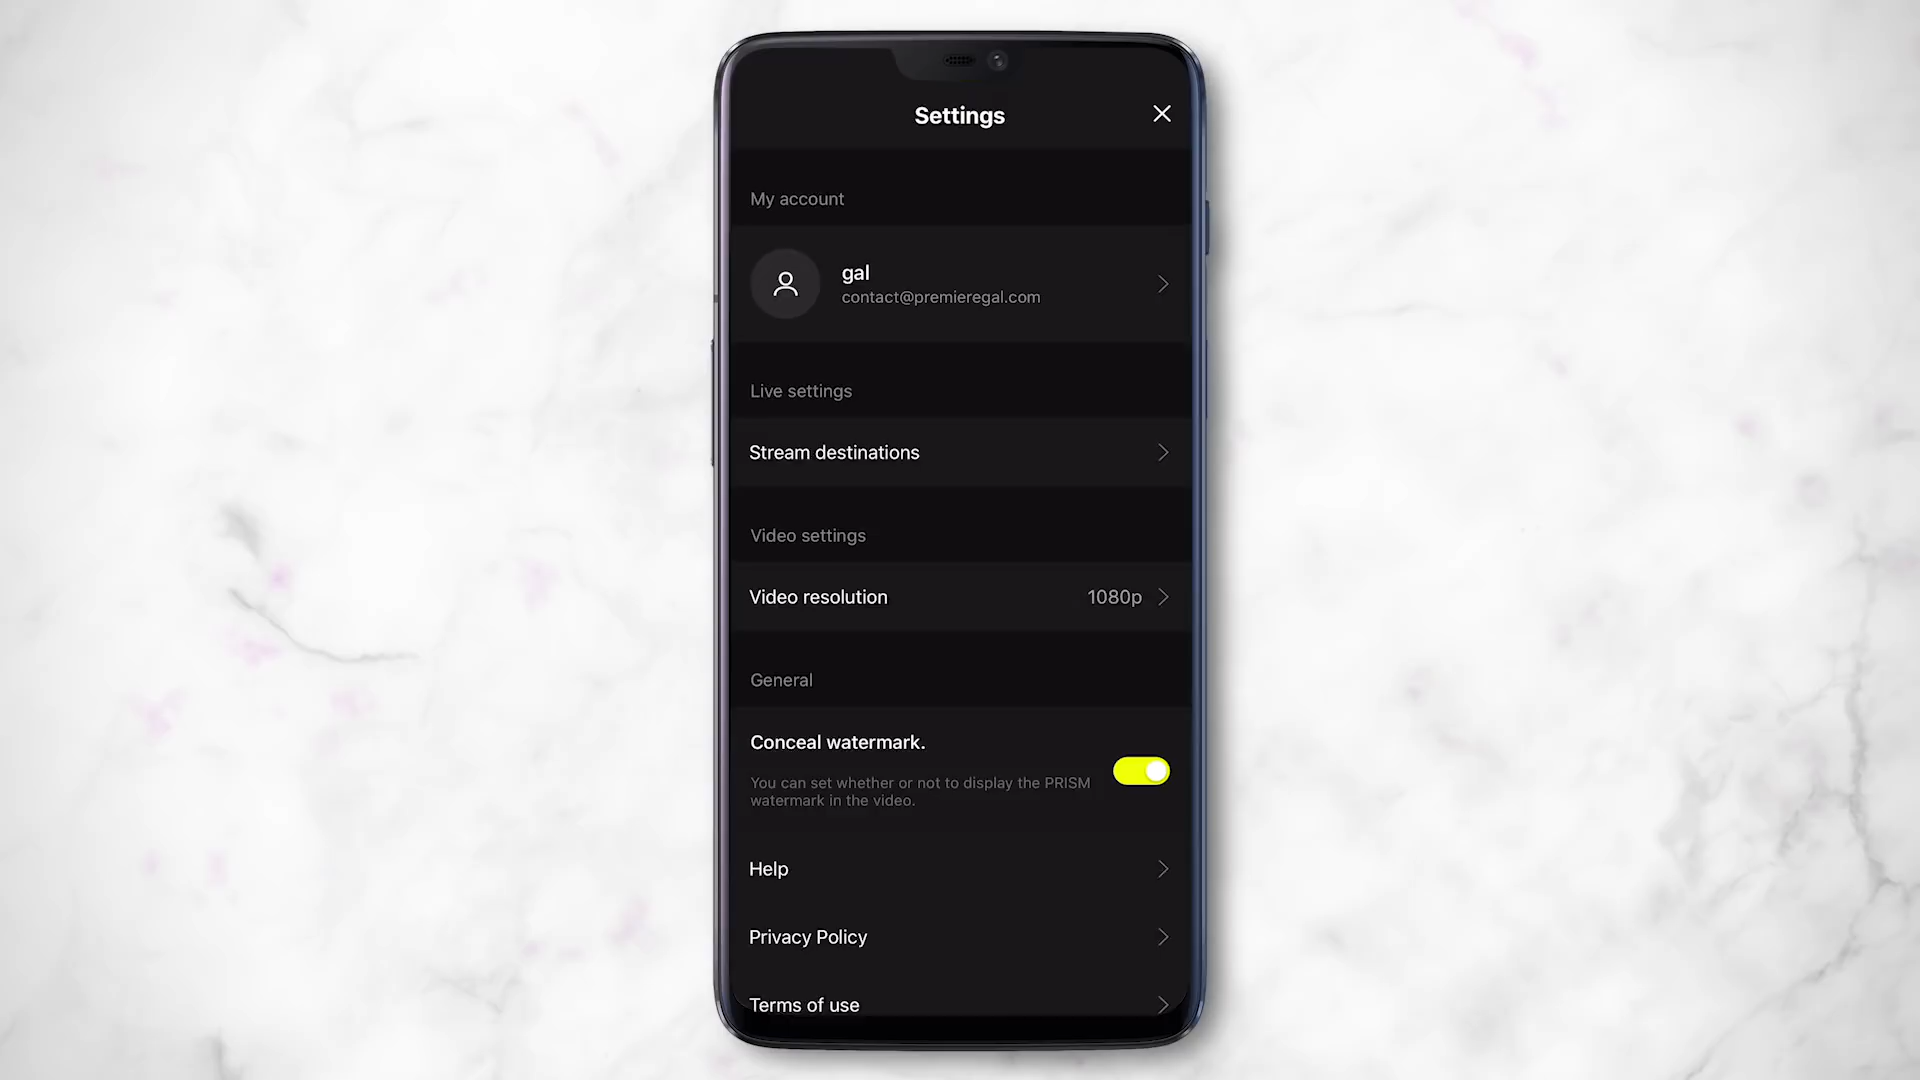 Settings
My account
gal
contact@premieregal.com
Live settings
Stream destinations
Video settings
Video resolution 1080p
General
Conceal watermark.
You can set whether or not to display the PRISM
watermark in the video.
Help
Privacy Policy
Terms of use